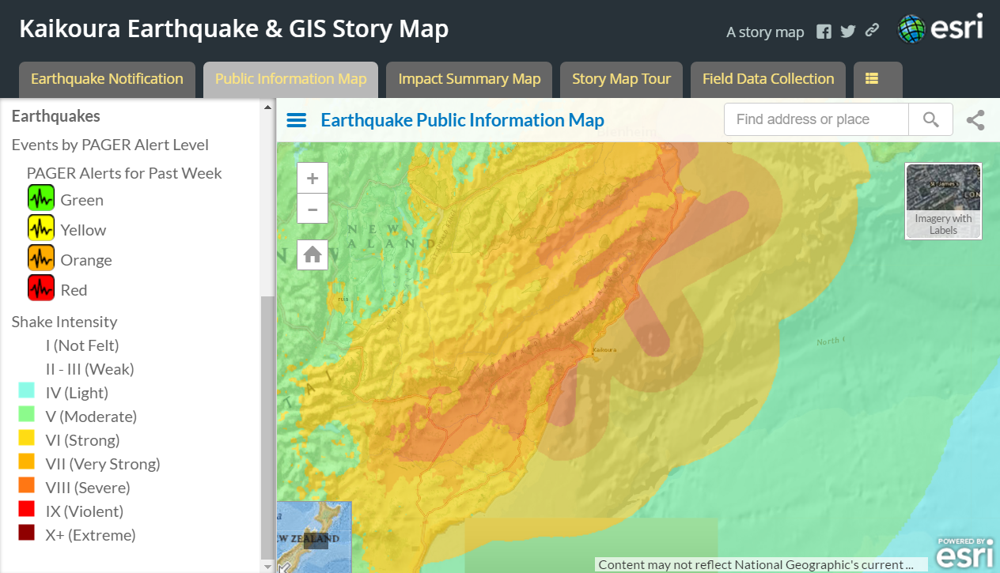 Kaikoura Earthquake & GIS Story Map
A story map
esri
Earthquake Notification
Public Information Map
Impact Summary Map
Story Map Tour
Field Data Collection
Earthquakes
Events by PAGER Alert Level
PAGER Alerts for Past Week
Green
Yellow
Orange
Red
Shake Intensity
I (Not Felt)
II - III (Weak)
IV (Light)
V (Moderate)
VI (Strong)
VII (Very Strong)
VIII (Severe)
IX (Violent)
X+ (Extreme)
Earthquake Public Information Map
Find address or place
+
−
NEW
ALAND
Kaikoura
North C
Imagery with
Labels
W ZEALAND
Content may not reflect National Geographic's current ...
POWERED BY
esri